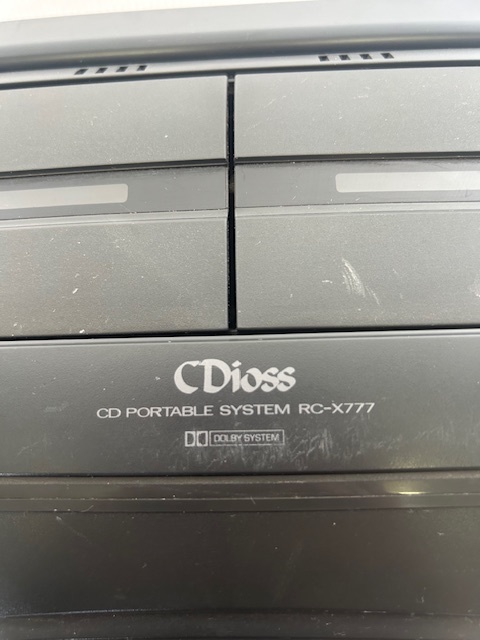 CDioss
CD PORTABLE SYSTEM RC-X777
DOLBY SYSTEM